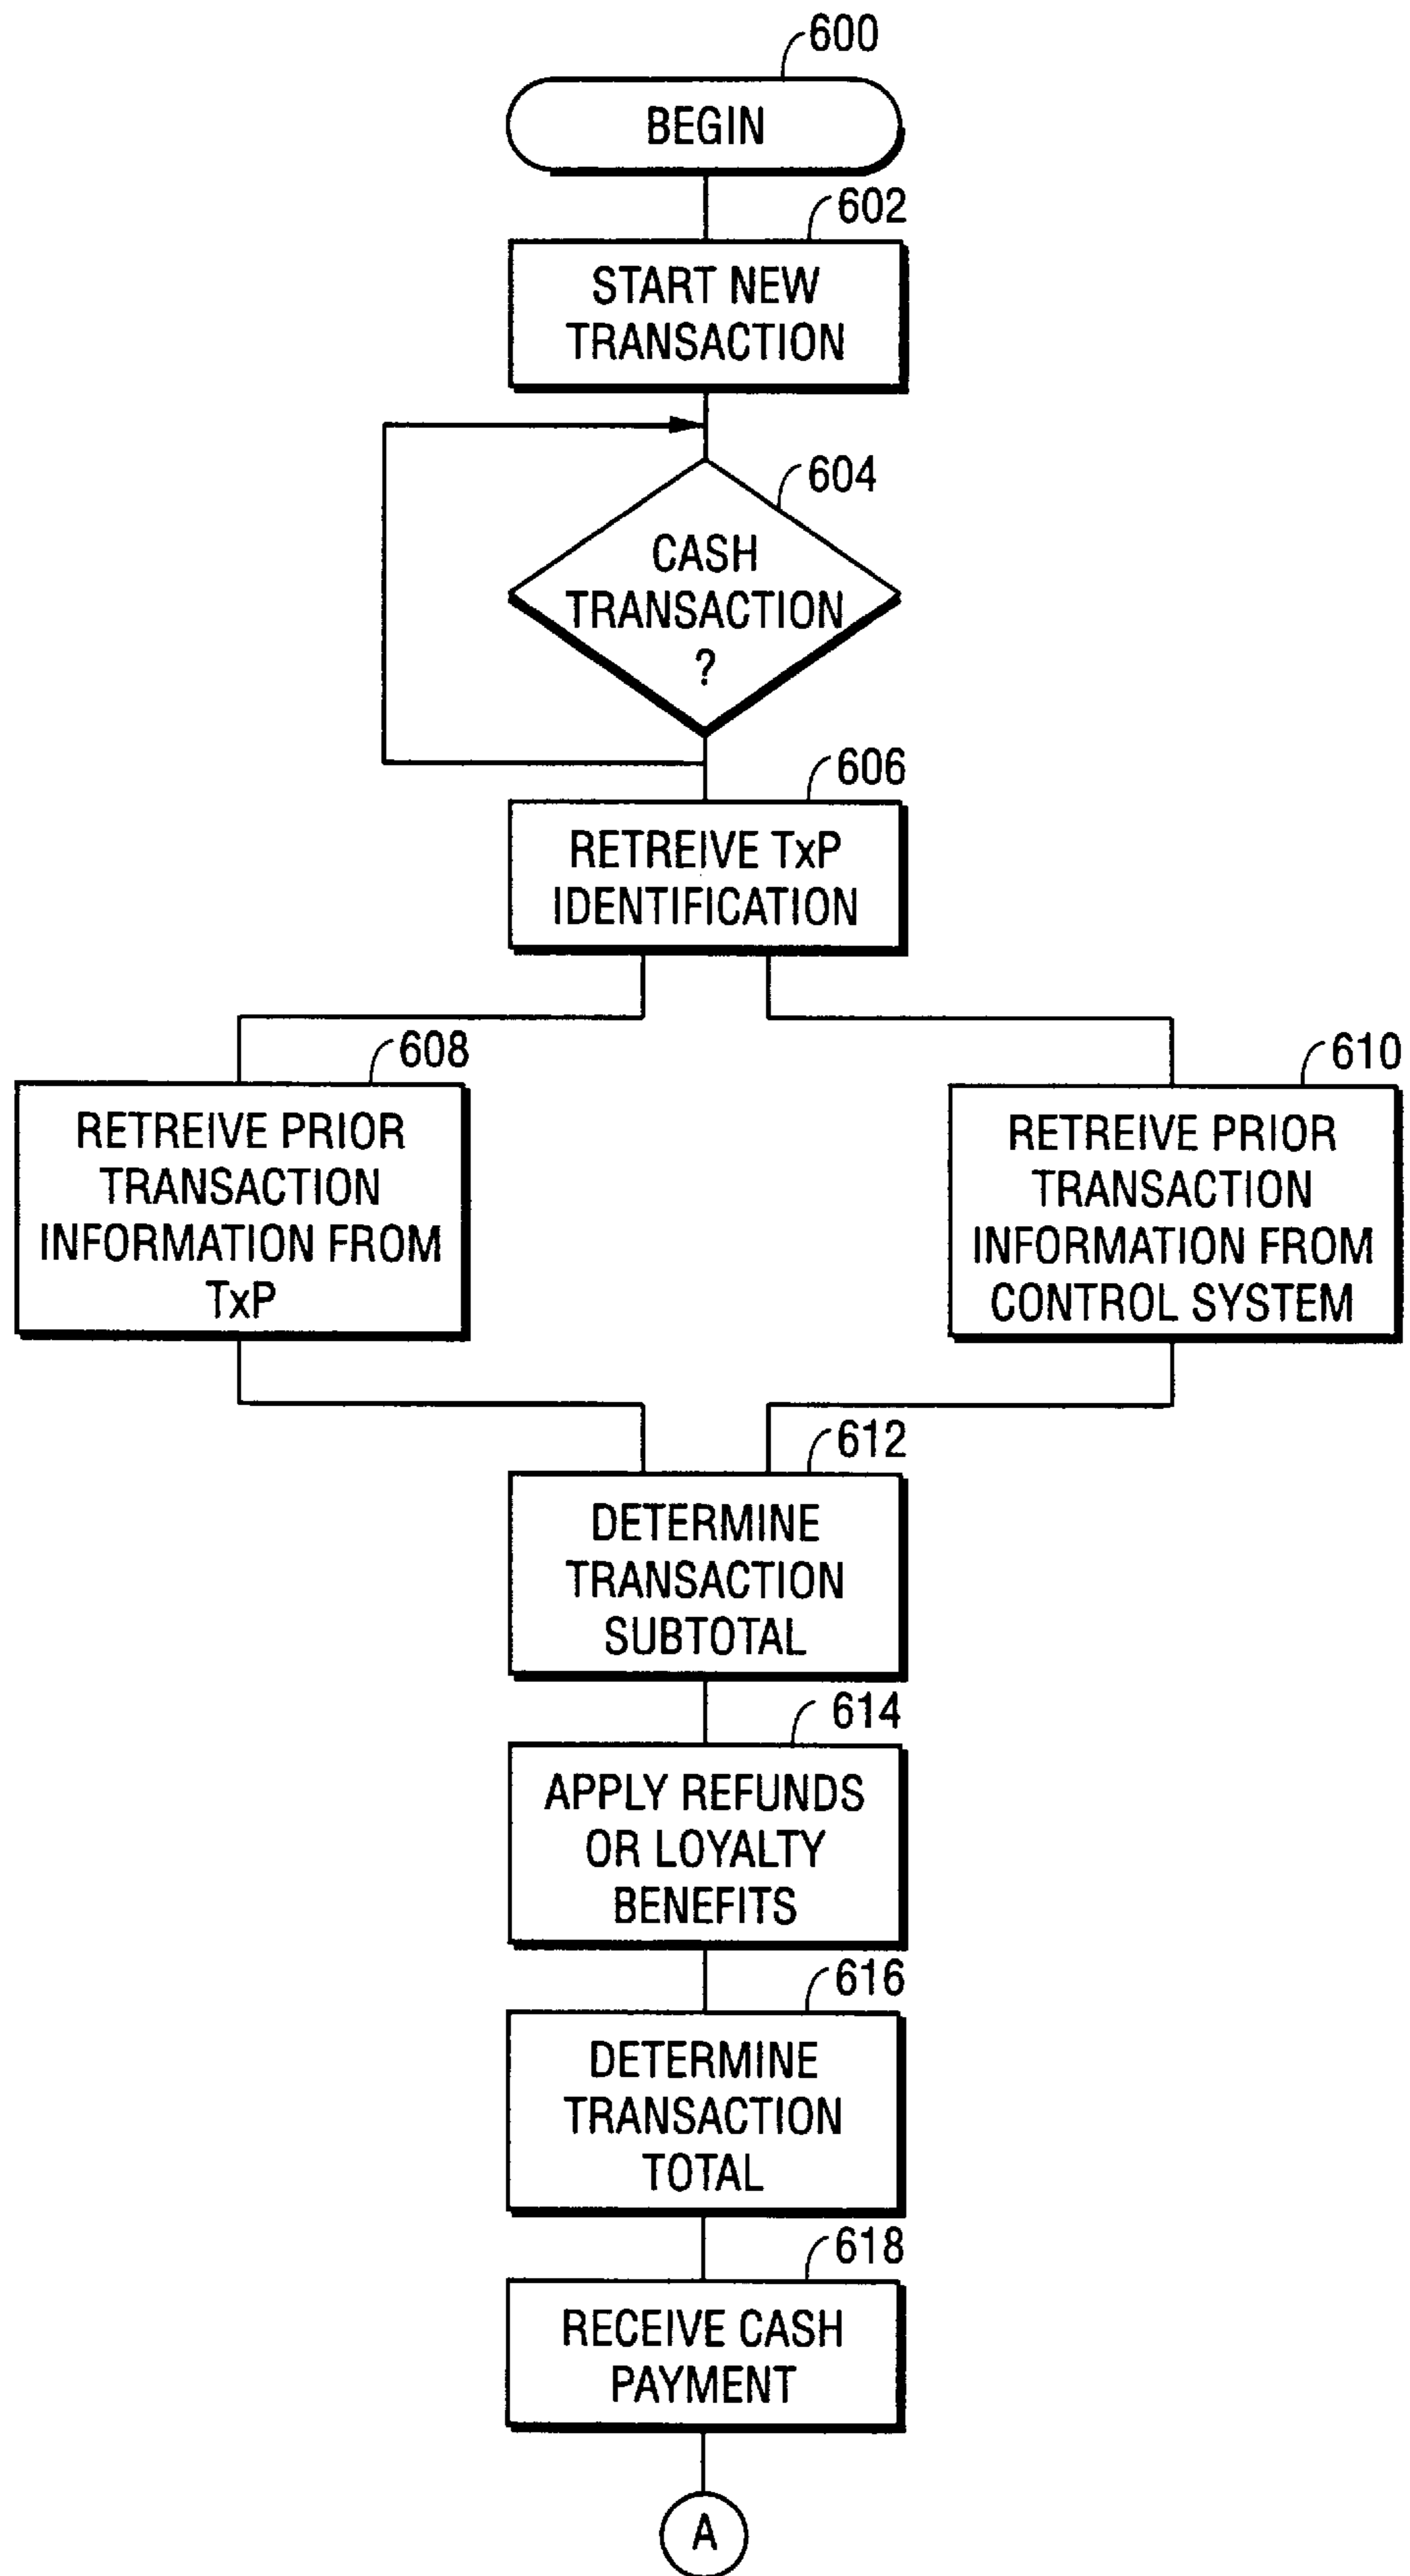 600
BEGIN
602
START NEW
TRANSACTION
604
CASH
TRANSACTION
?
606
RETREIVE TxP
IDENTIFICATION
608
RETREIVE PRIOR
TRANSACTION
INFORMATION FROM
TxP
610
RETREIVE PRIOR
TRANSACTION
INFORMATION FROM
CONTROL SYSTEM
612
DETERMINE
TRANSACTION
SUBTOTAL
614
APPLY REFUNDS
OR LOYALTY
BENEFITS
616
DETERMINE
TRANSACTION
TOTAL
618
RECEIVE CASH
PAYMENT
A